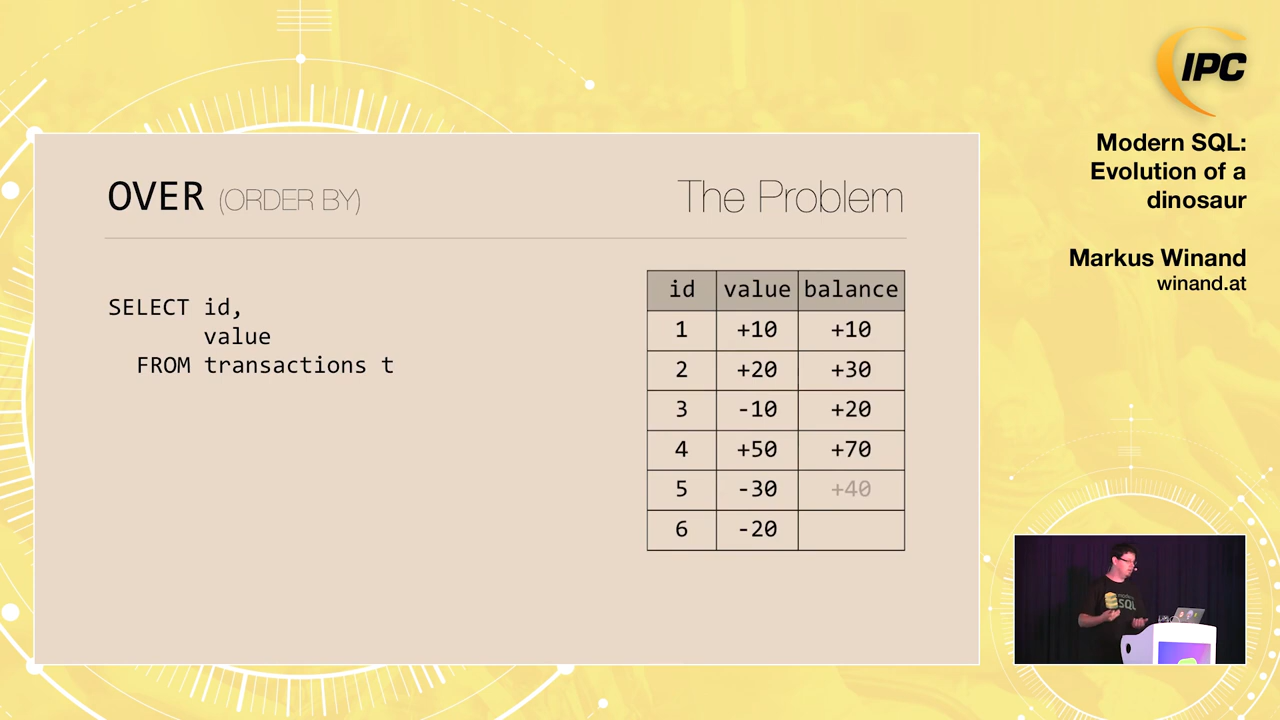 IPC
Modern SQL:
Evolution of a
dinosaur
Markus Winand
winand.at
OVER (ORDER BY)
The Problem
SELECT id,
value
FROM transactions t
id value balance
1 +10 +10
2 +20 +30
3 -10 +20
4 +50 +70
5 -30 +40
6 -20
SQL